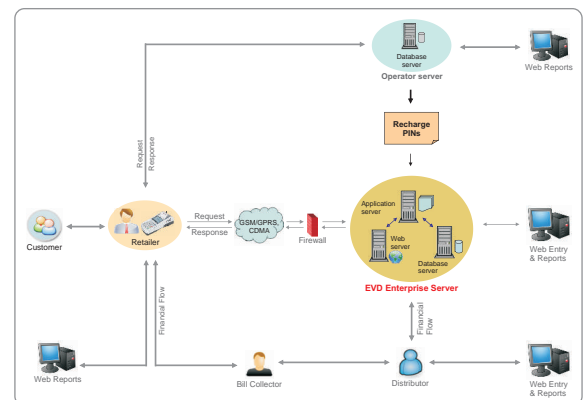 Database
server
Operator server
Web Reports
Recharge
PINs
Request
Response
Application
server
Web
server
Database
server
EVD Enterprise Server
Customer
Retailer
Request
Response
GSM/GPRS,
CDMA
Firewall
Web Entry
& Reports
Financial Flow
Financial
Flow
Web Reports
Bill Collector
Distributor
Web Entry
& Reports